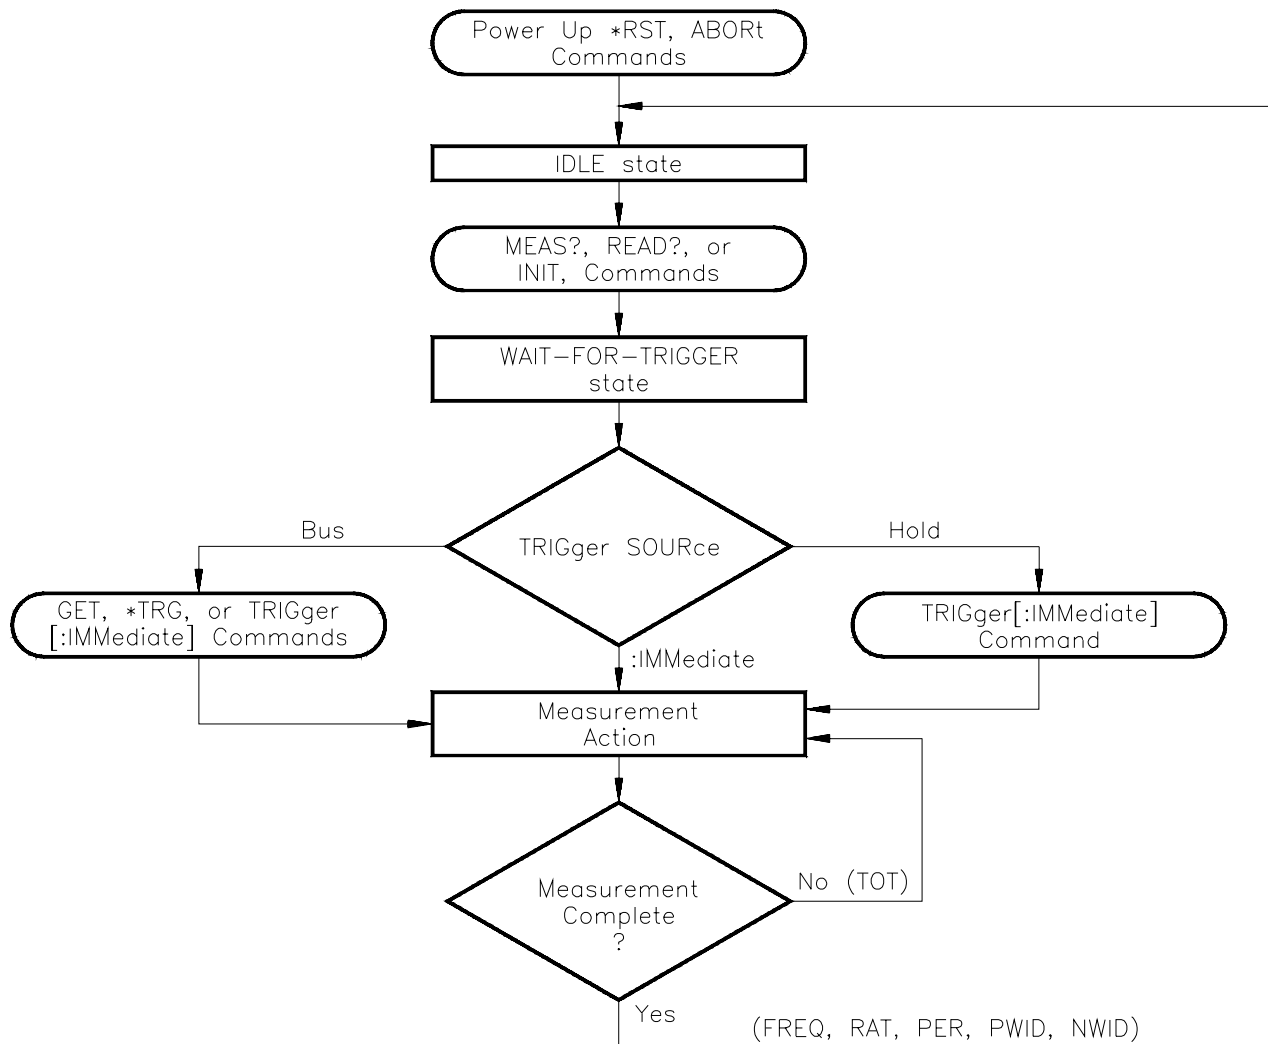 Power Up *RST, ABORt
Commands
IDLE state
MEAS?, READ?, or
INIT, Commands
WAIT-FOR-TRIGGER
state
Bus
TRIGger SOURce
Hold
GET, *TRG, or TRIGger
[:IMMediate] Commands
TRIGger[:IMMediate]
Command
:IMMediate
Measurement
Action
Measurement
Complete
?
No (TOT)
Yes
(FREQ, RAT, PER, PWID, NWID)